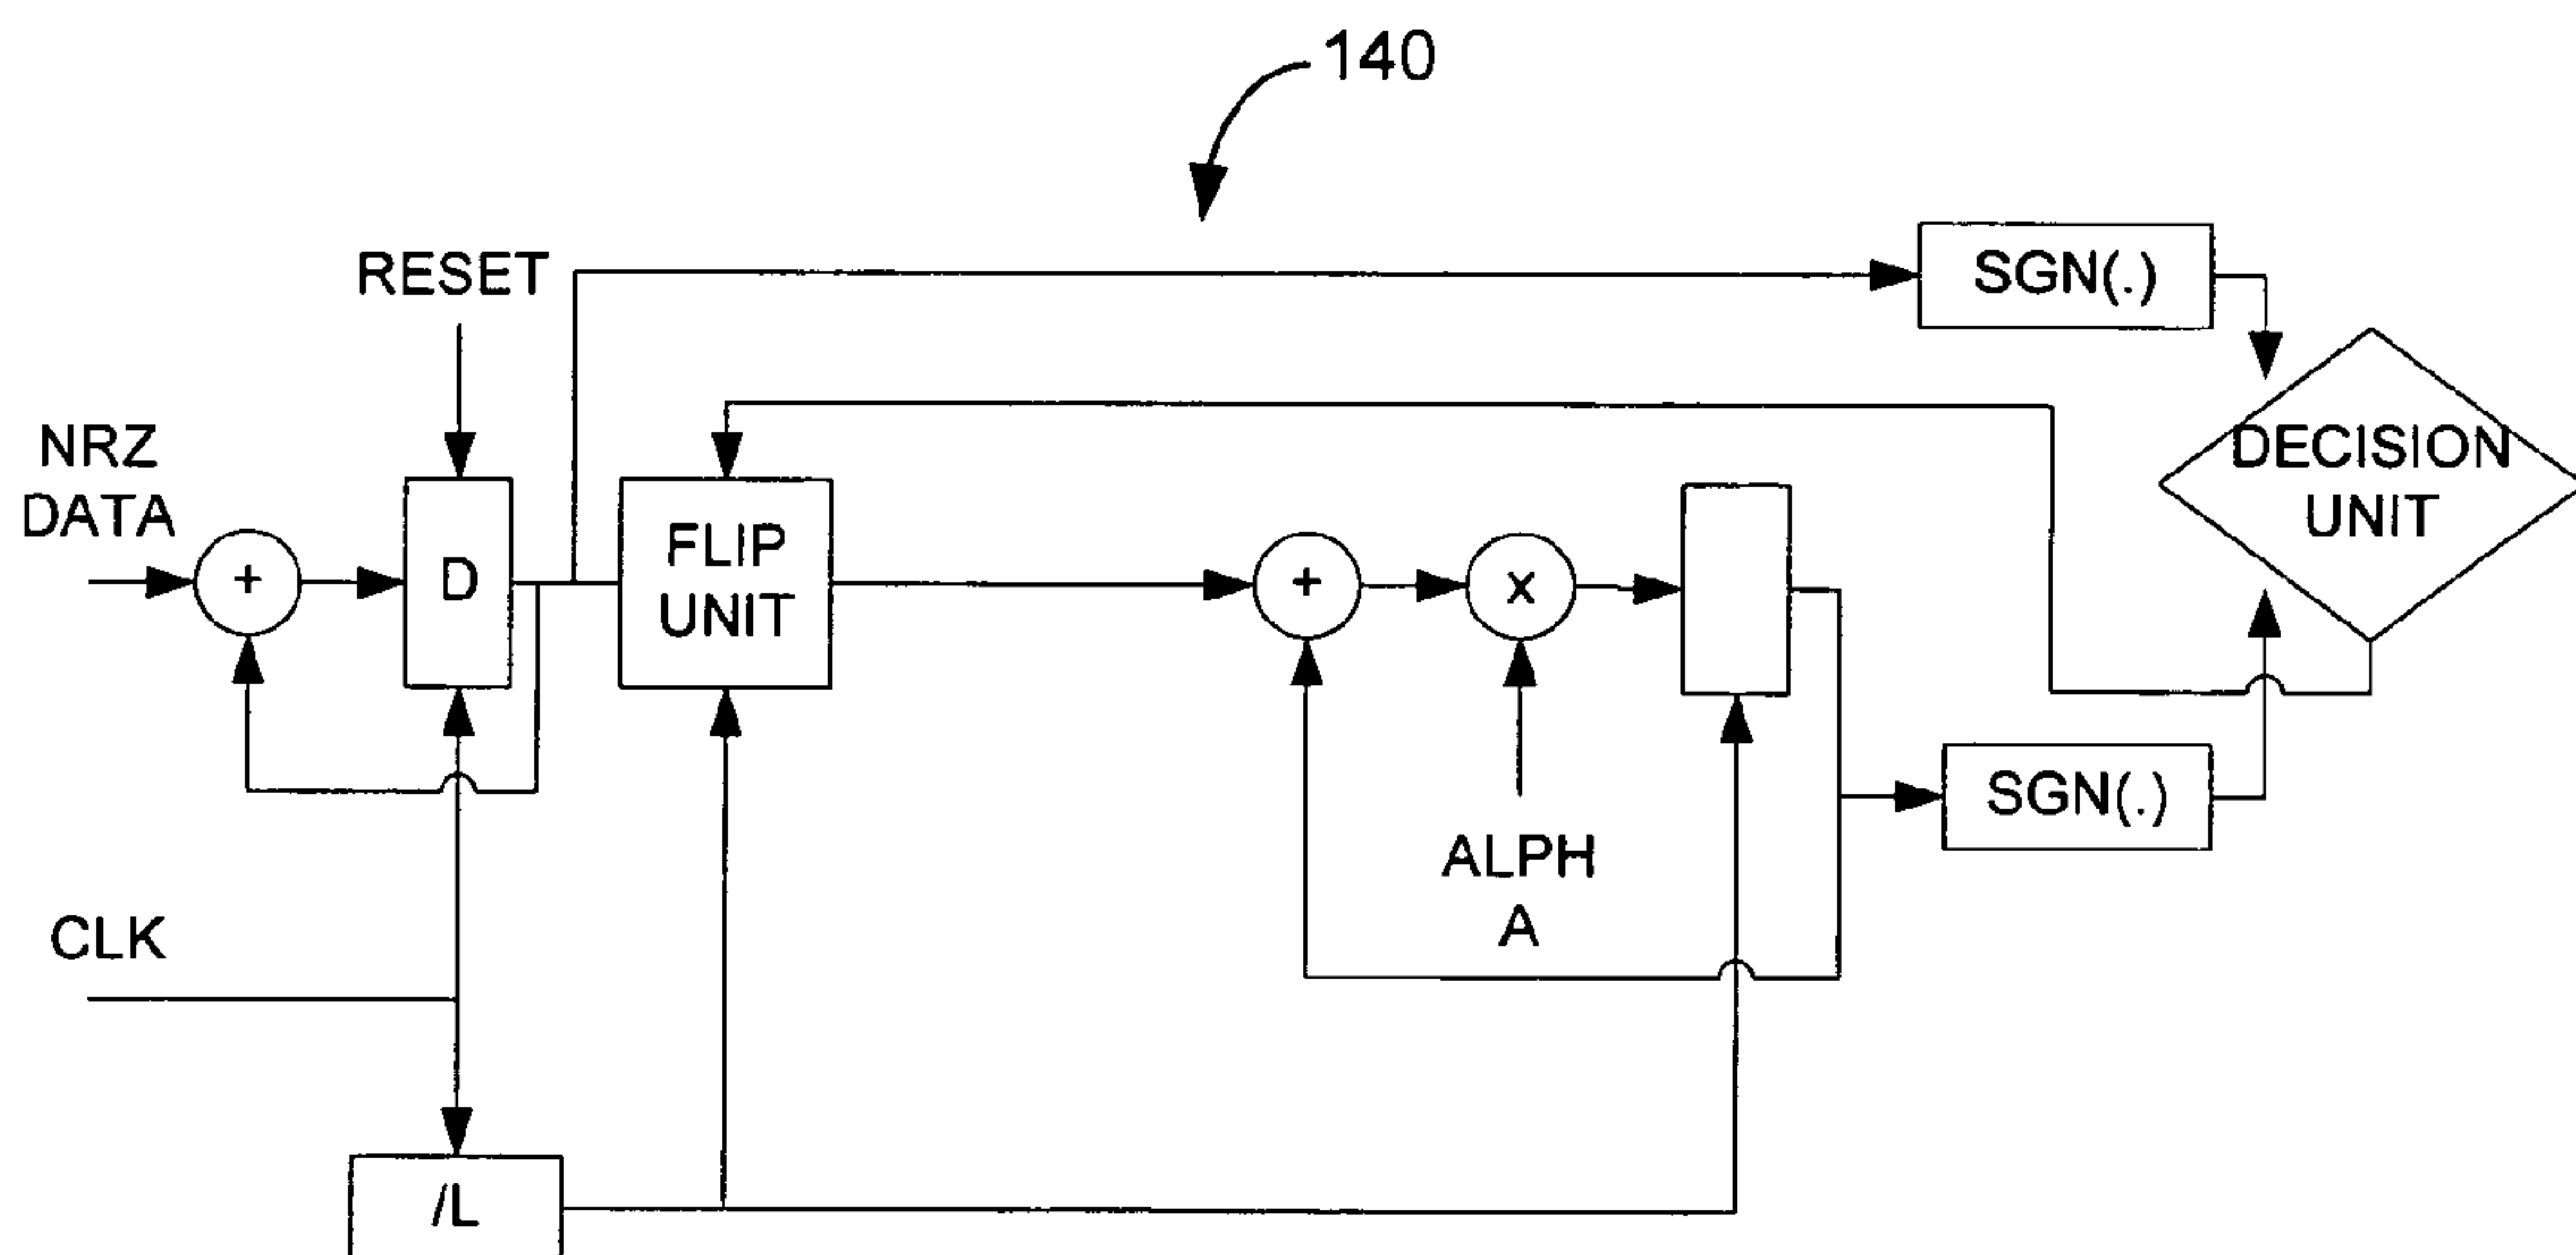 140
RESET
SGN(.)
NRZ
DATA
+
D
FLIP
UNIT
+
x
DECISION
UNIT
ALPH
A
SGN(.)
CLK
/L